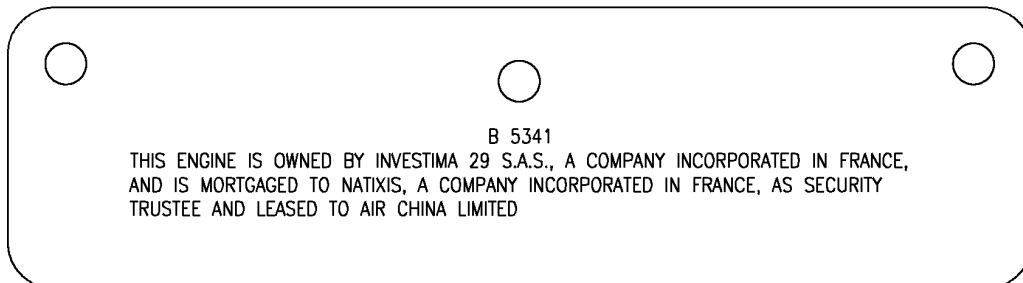 B 5341
THIS ENGINE IS OWNED BY INVESTIMA 29 S.A.S., A COMPANY INCORPORATED IN FRANCE,
AND IS MORTGAGED TO NATIXIS, A COMPANY INCORPORATED IN FRANCE, AS SECURITY
TRUSTEE AND LEASED TO AIR CHINA LIMITED